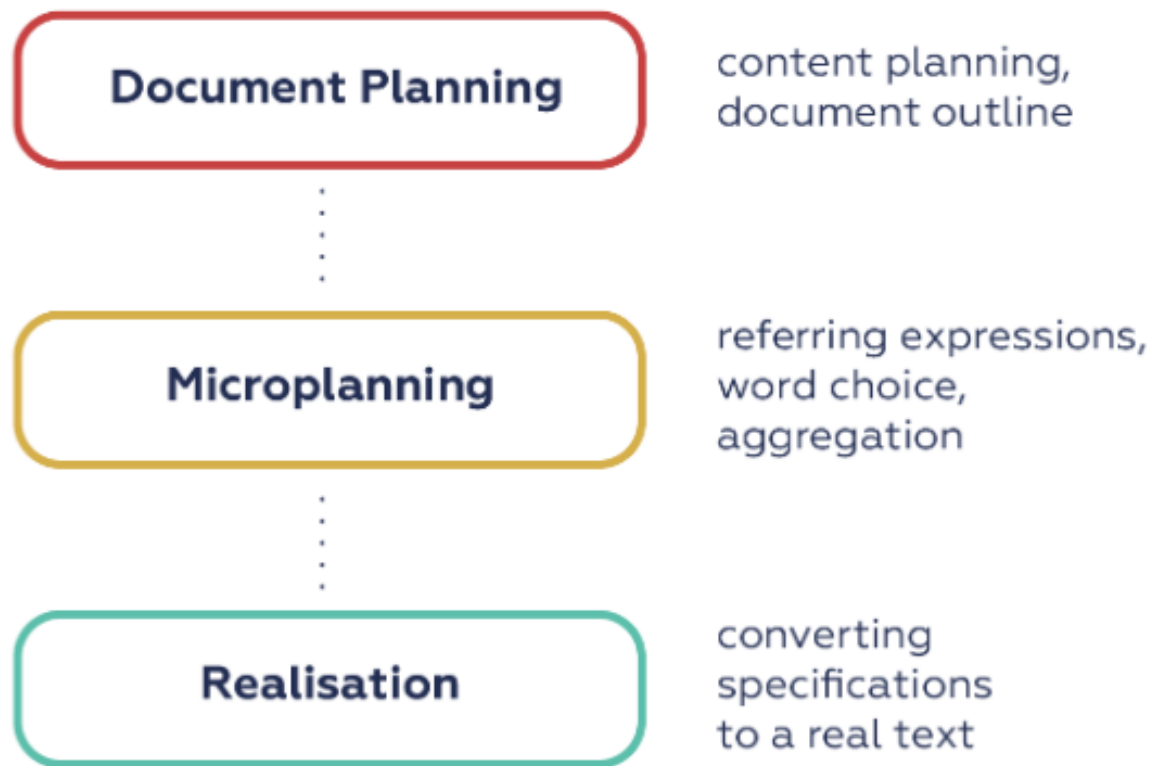 Document Planning
content planning,
document outline
Microplanning
referring expressions,
word choice,
aggregation
Realisation
converting
specifications
to a real text